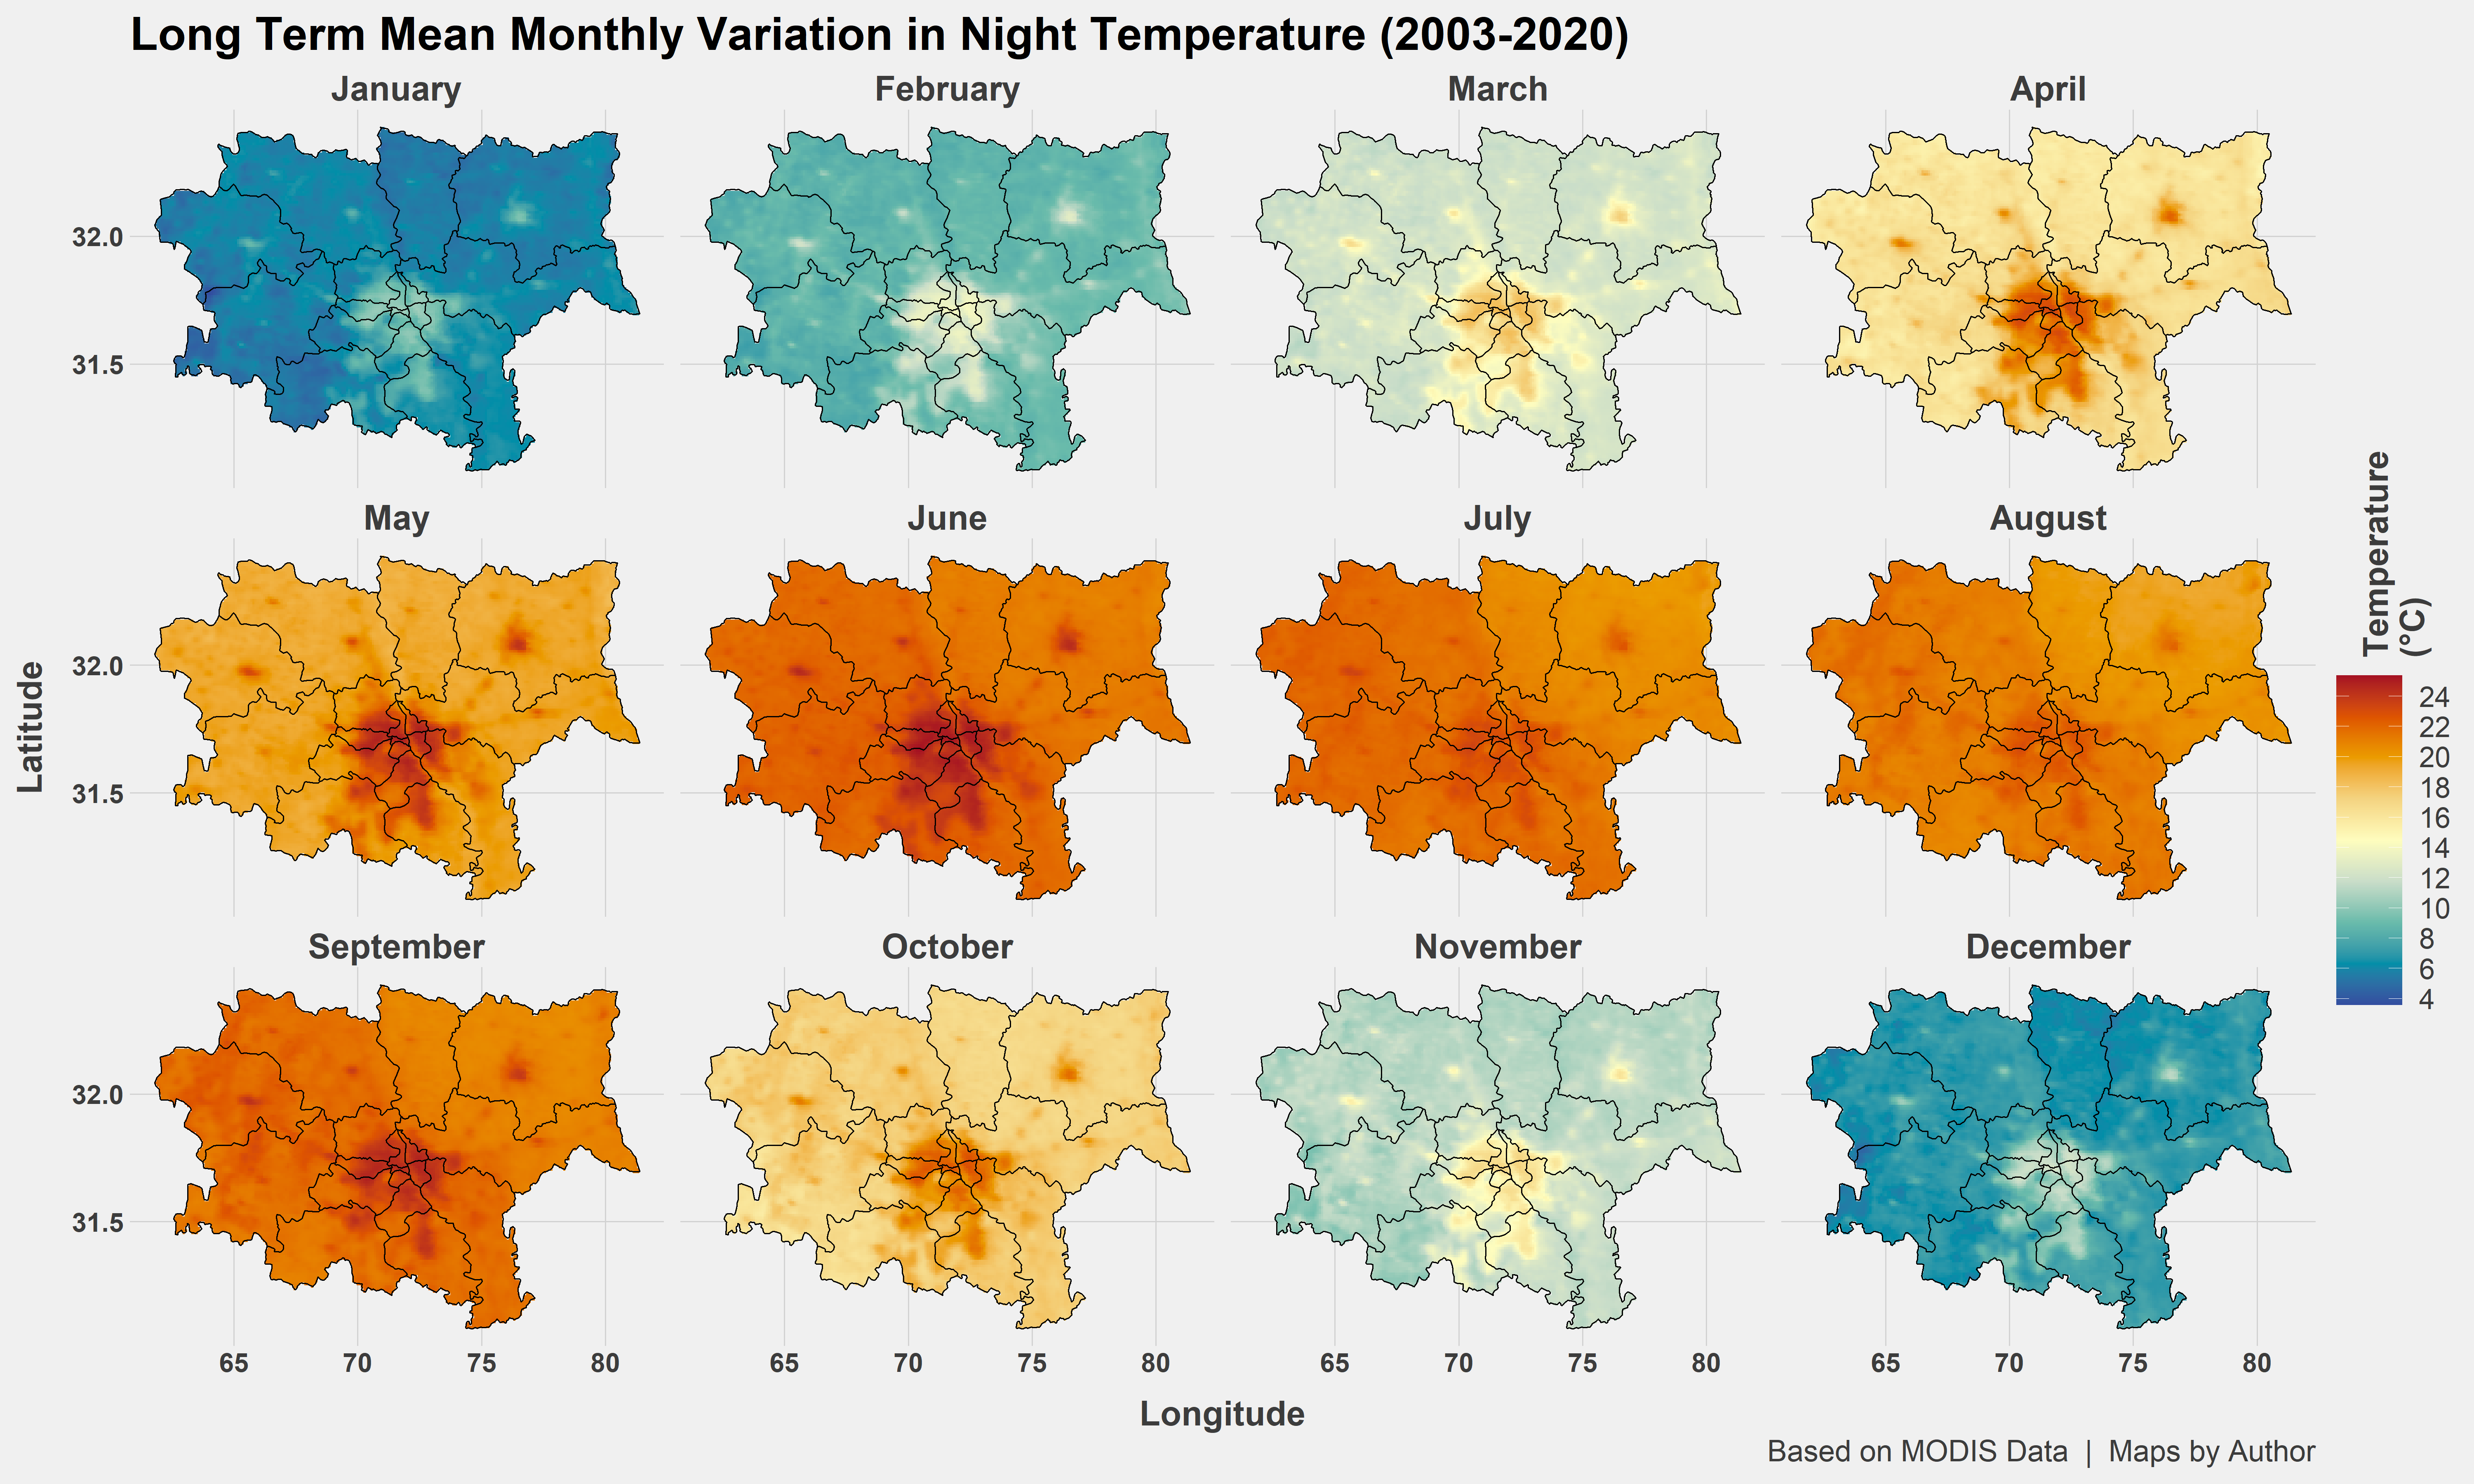 Long Term Mean Monthly Variation in Night Temperature (2003-2020)
January February March April
32.0
31.5
May June July August
32.0
31.5
September October November December
32.0
31.5
65 70 75 80 65 70 75 80 65 70 75 80 65 70 75 80
Latitude
Longitude
Temperature
(°C)
24
22
20
18
16
14
12
10
8
6
4
Based on MODIS Data | Maps by Author